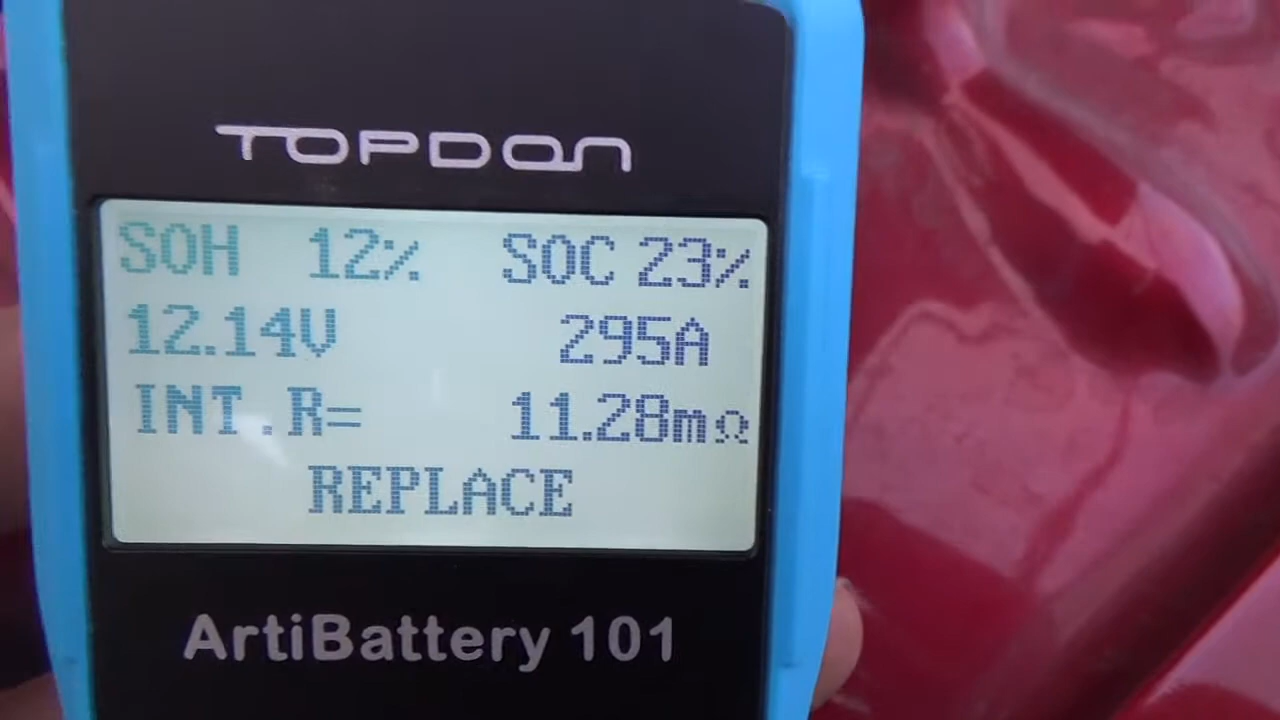 TOPDON
SOH 12% SOC 23%
12.14V 295A
INT.R= 11.28mΩ
REPLACE
ArtiBattery 101